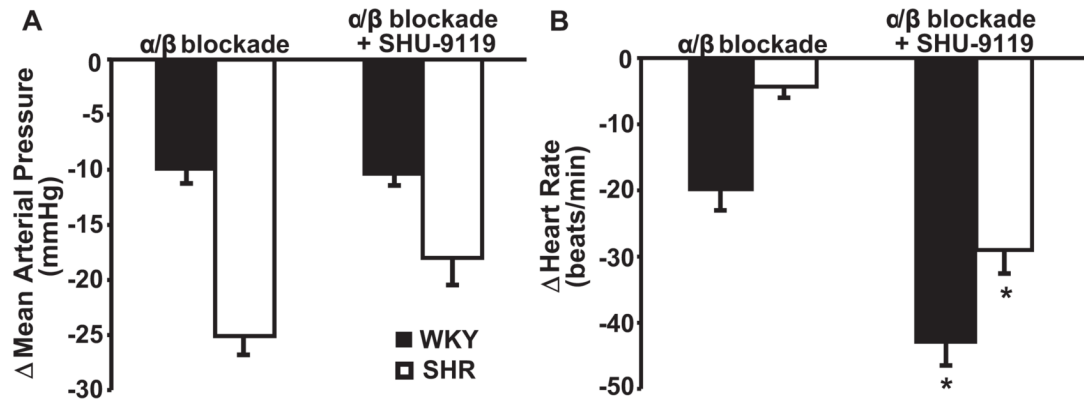 A
α/β blockade
α/β blockade
+ SHU-9119
0
-5
-10
-15
-20
-25
-30
Δ Mean Arterial Pressure
(mmHg)
WKY
SHR
B
α/β blockade
α/β blockade
+ SHU-9119
0
-10
-20
-30
-40
-50
Δ Heart Rate
(beats/min)
*
*